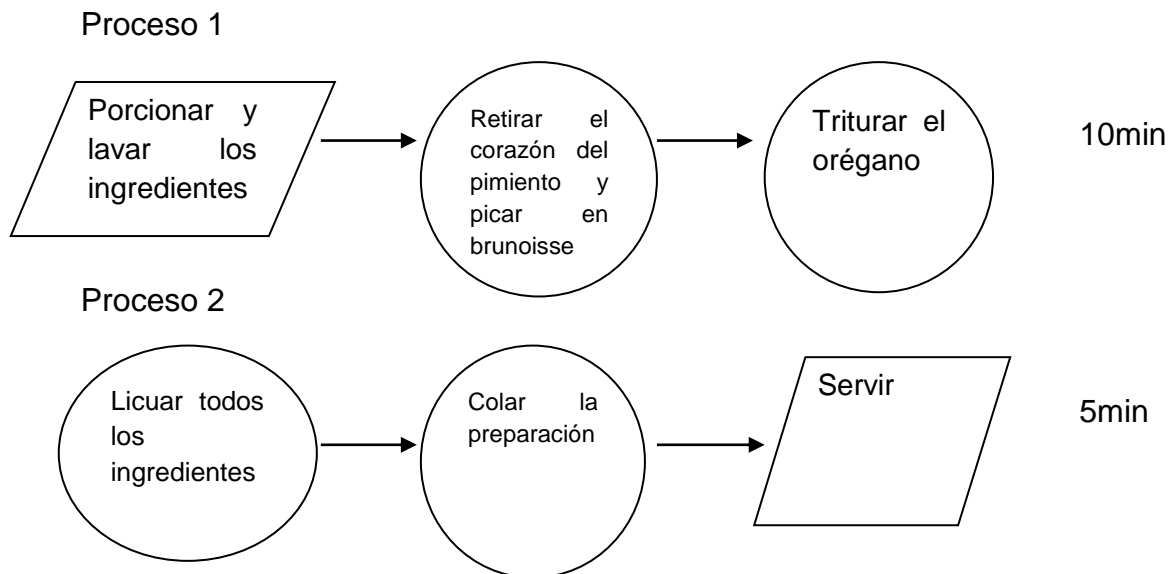 Proceso 1
Porcionar y
lavar los
ingredientes
Retirar el
corazón del
pimiento y
picar en
brunoisse
Triturar el
orégano
10min
Proceso 2
Licuar todos
los
ingredientes
Colar la
preparación
Servir
5min